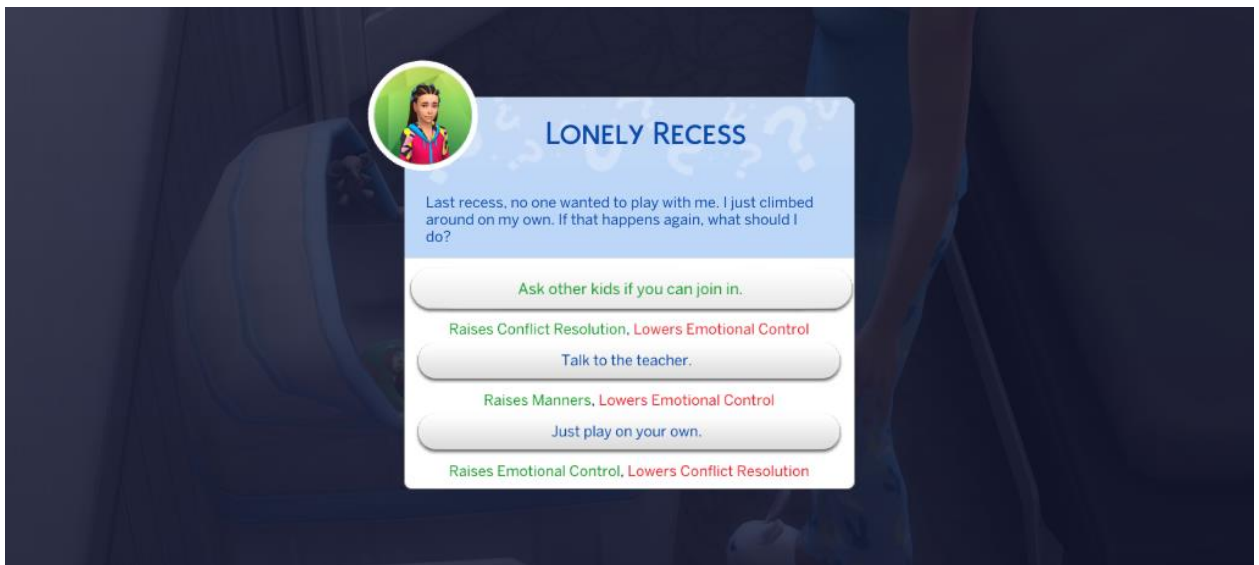 LONELY RECESS
Last recess, no one wanted to play with me. I just climbed
around on my own. If that happens again, what should I
do?
Ask other kids if you can join in.
Raises Conflict Resolution, Lowers Emotional Control
Talk to the teacher.
Raises Manners, Lowers Emotional Control
Just play on your own.
Raises Emotional Control, Lowers Conflict Resolution